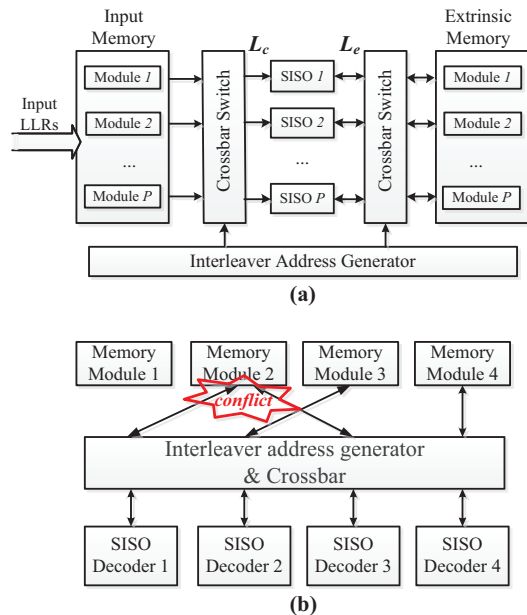 Input
Memory
Extrinsic
Memory
Lc
Le
Module 1
SISO 1
Module 1
Input
LLRs
Module 2
Crossbar Switch
SISO 2
Crossbar Switch
Module 2
...
...
...
Module P
SISO P
Module P
Interleaver Address Generator
(a)
Memory
Module 1
Memory
Module 2
Memory
Module 3
Memory
Module 4
conflict
Interleaver address generator
& Crossbar
SISO
Decoder 1
SISO
Decoder 2
SISO
Decoder 3
SISO
Decoder 4
(b)